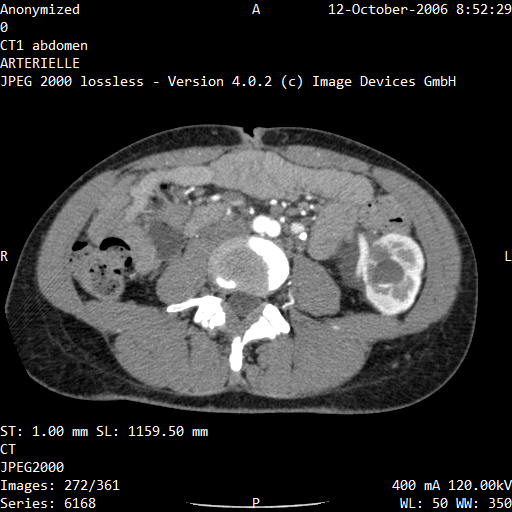 Anonymized A 12-October-2006 8:52:29
0
CT1 abdomen
ARTERIELLE
JPEG 2000 lossless - Version 4.0.2 (c) Image Devices GmbH
R L
ST: 1.00 mm SL: 1159.50 mm
CT
JPEG2000
Images: 272/361 400 mA 120.00kV
Series: 6168 P WL: 50 WW: 350